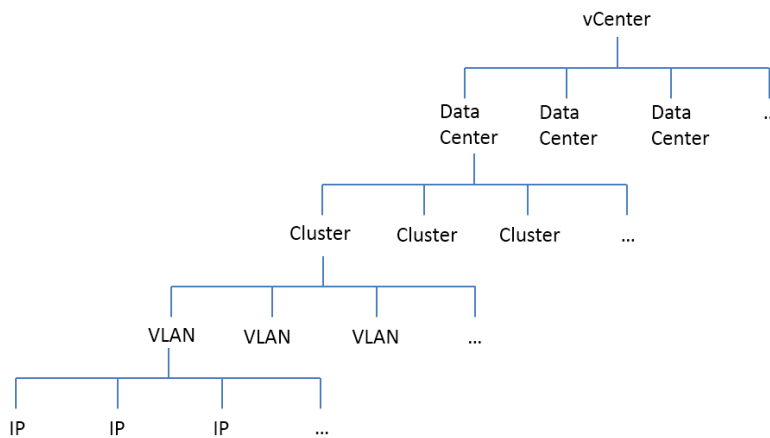 vCenter
Data Data Data ..
Center Center Center
Cluster Cluster Cluster ...
VLAN VLAN VLAN ...
IP IP IP ...